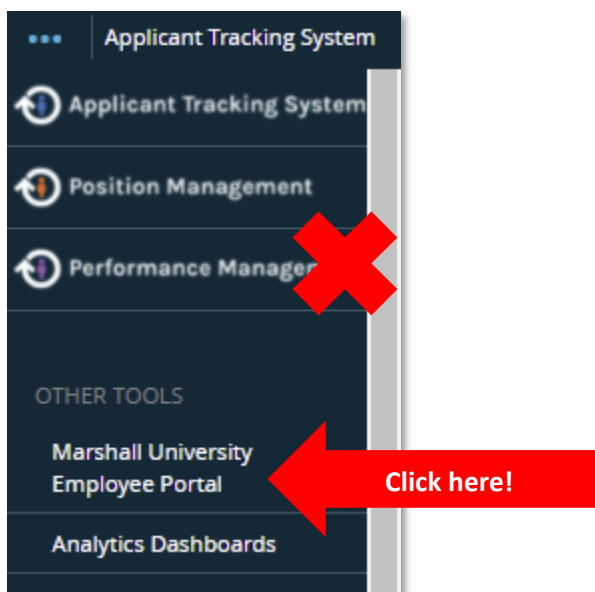 Applicant Tracking System
Applicant Tracking System
Position Management
Performance Manage
OTHER TOOLS
Marshall University
Employee Portal
Click here!
Analytics Dashboards